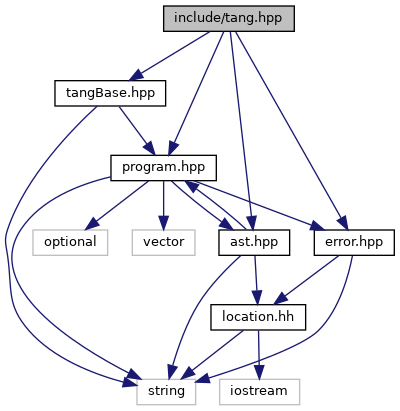 include/tang.hpp
tangBase.hpp
program.hpp
optional
vector
ast.hpp
error.hpp
location.hh
string
iostream